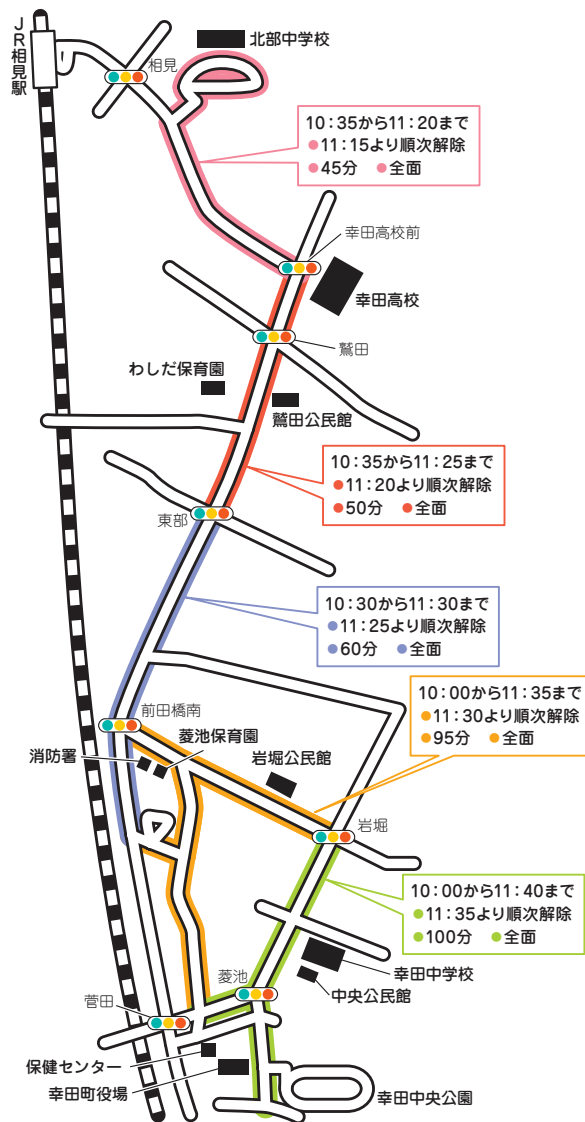 JR相見駅
北部中学校
相見
10：35から11：20まで
●11：15より順次解除
●45分　●全面
幸田高校前
幸田高校
鷲田
わしだ保育園
鷲田公民館
10：35から11：25まで
●11：20より順次解除
●50分　●全面
東部
10：30から11：30まで
●11：25より順次解除
●60分　●全面
10：00から11：35まで
●11：30より順次解除
●95分　●全面
前田橋南
菱池保育園
消防署
岩堀公民館
岩堀
10：00から11：40まで
●11：35より順次解除
●100分　●全面
幸田中学校
中央公民館
菱池
菅田
保健センター
幸田町役場
幸田中央公園